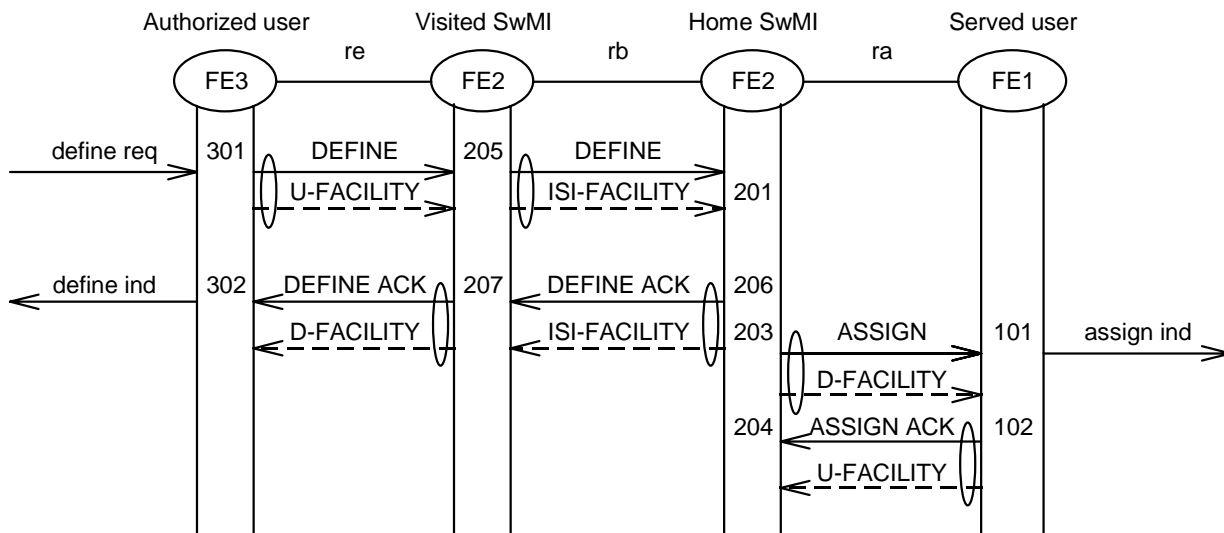 Authorized user Visited SwMI Home SwMI Served user
re rb ra
FE3 FE2 FE2 FE1
define req 301 DEFINE 205 DEFINE
U-FACILITY ISI-FACILITY 201
define ind 302 DEFINE ACK 207 DEFINE ACK 206
D-FACILITY ISI-FACILITY 203 ASSIGN 101 assign ind
D-FACILITY
204 ASSIGN ACK 102
U-FACILITY